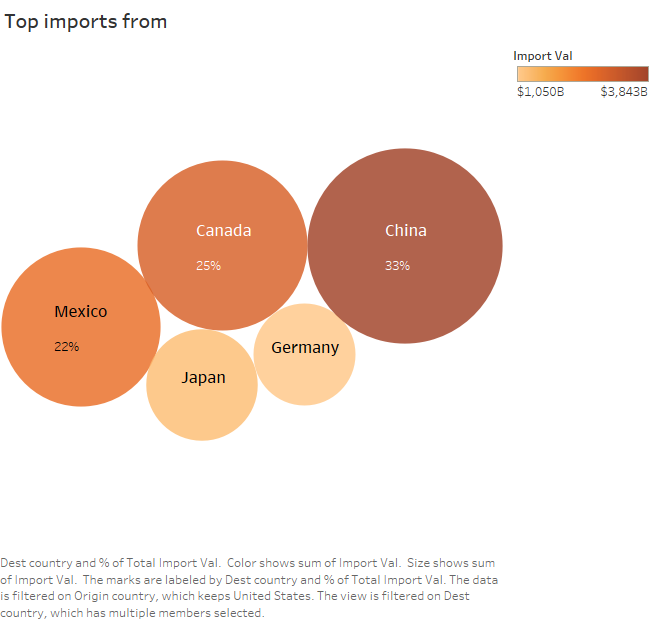 Top imports from
Import Val
$1,050B $3,843B
Canada
25%
China
33%
Mexico
22%
Germany
Japan
Dest country and % of Total Import Val. Color shows sum of Import Val. Size shows sum
of Import Val. The marks are labeled by Dest country and % of Total Import Val. The data
is filtered on Origin country, which keeps United States. The view is filtered on Dest
country, which has multiple members selected.